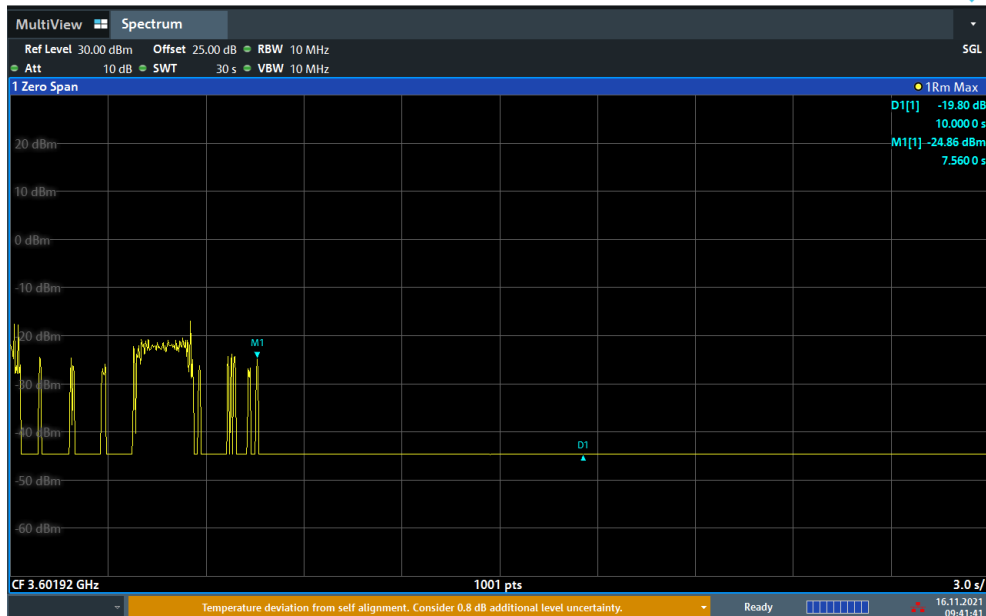 MultiView Spectrum
Ref Level 30.00 dBm Offset 25.00 dB RBW 10 MHz SGL
Att 10 dB SWT 30 s VBW 10 MHz
1 Zero Span 1Rm Max
D1[1] -19.80 dB
10.000 0 s
20 dBm M1[1] -24.86 dBm
7.560 0 s
10 dBm
0 dBm
-10 dBm
-20 dBm
M1
-30 dBm
-40 dBm
D1
-50 dBm
-60 dBm
CF 3.60192 GHz 1001 pts 3.0 s/
Temperature deviation from self alignment. Consider 0.8 dB additional level uncertainty. Ready 16.11.2021
09:41:41